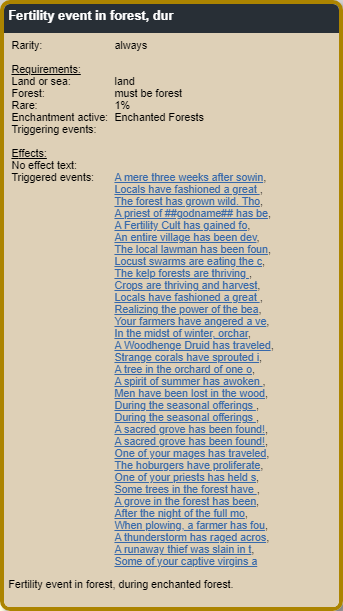 Fertility event in forest, dur
Rarity: always
Requirements:
Land or sea: land
Forest: must be forest
Rare: 1%
Enchantment active: Enchanted Forests
Triggering events:
Effects:
No effect text:
Triggered events: A mere three weeks after sowin,
Locals have fashioned a great ,
The forest has grown wild. Tho,
A priest of ##godname## has be,
A Fertility Cult has gained fo,
An entire village has been dev,
The local lawman has been foun,
Locust swarms are eating the c,
The kelp forests are thriving ,
Crops are thriving and harvest,
Locals have fashioned a great ,
Realizing the power of the bea,
Your farmers have angered a ve,
In the midst of winter, orchar,
A Woodhenge Druid has traveled,
Strange corals have sprouted i,
A tree in the orchard of one o,
A spirit of summer has awoken ,
Men have been lost in the wood,
During the seasonal offerings ,
During the seasonal offerings ,
A sacred grove has been found!,
A sacred grove has been found!,
One of your mages has traveled,
The hoburgers have proliferate,
One of your priests has held s,
Some trees in the forest have ,
A grove in the forest has been,
After the night of the full mo,
When plowing, a farmer has fou,
A thunderstorm has raged acros,
A runaway thief was slain in t,
Some of your captive virgins a
Fertility event in forest, during enchanted forest.